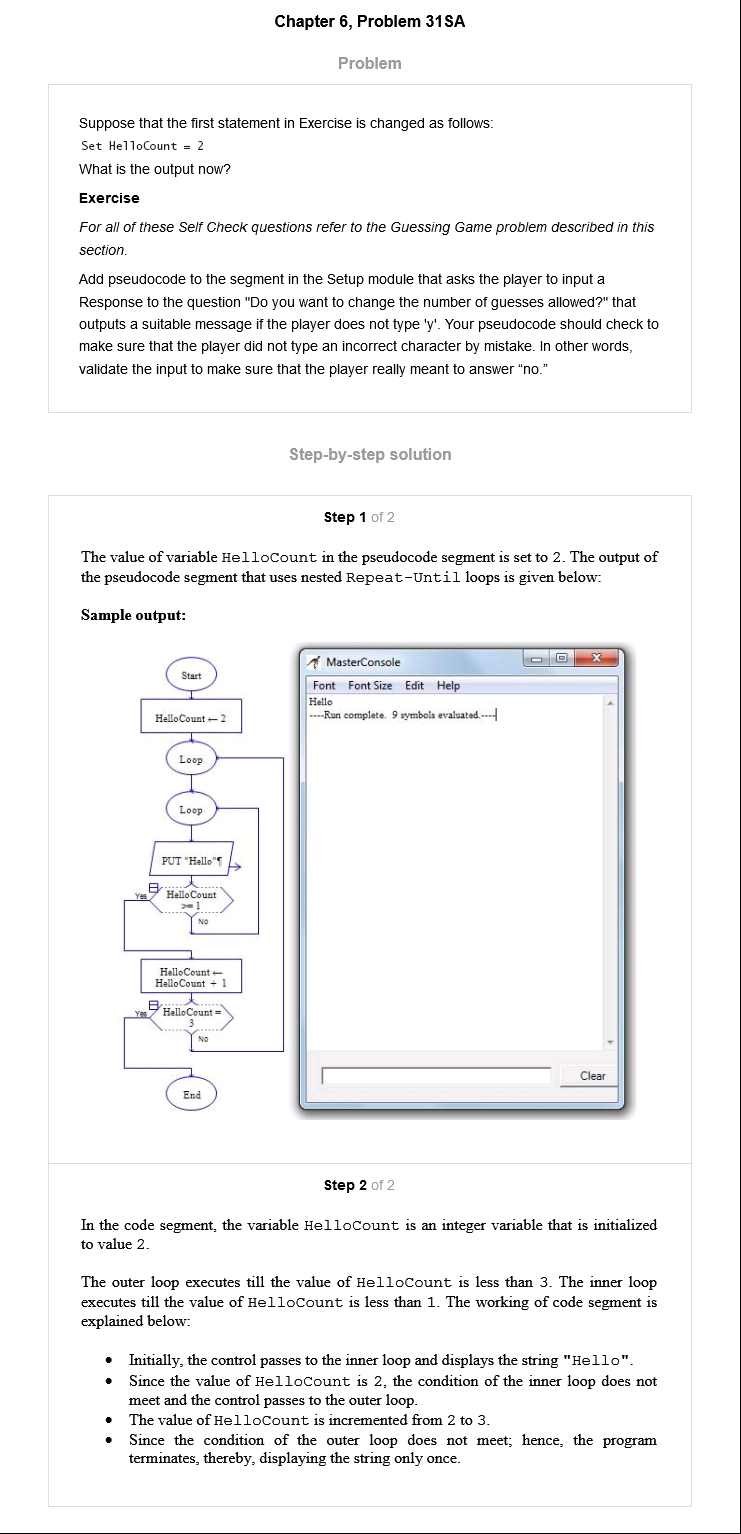 Chapter 6, Problem 31SA
Problem
Suppose that the first statement in Exercise is changed as follows:
Set HelloCount = 2
What is the output now?
Exercise
For all of these Self Check questions refer to the Guessing Game problem described in this
section.
Add pseudocode to the segment in the Setup module that asks the player to input a
Response to the question "Do you want to change the number of guesses allowed?" that
outputs a suitable message if the player does not type 'y'. Your pseudocode should check to
make sure that the player did not type an incorrect character by mistake. In other words,
validate the input to make sure that the player really meant to answer “no.”
Step-by-step solution
Step 1 of 2
The value of variable HelloCount in the pseudocode segment is set to 2. The output of
the pseudocode segment that uses nested Repeat-Until loops is given below:
Sample output:
Start
HelloCount ← 2
Loop
Loop
PUT "Hello"¶
Yes
HelloCount
>= 1
No
HelloCount ←
HelloCount + 1
Yes
HelloCount =
3
No
End
MasterConsole
Font Font Size Edit Help
Hello
----Run complete. 9 symbols evaluated.----
Clear
Step 2 of 2
In the code segment, the variable HelloCount is an integer variable that is initialized
to value 2.
The outer loop executes till the value of HelloCount is less than 3. The inner loop
executes till the value of HelloCount is less than 1. The working of code segment is
explained below:
• Initially, the control passes to the inner loop and displays the string "Hello".
• Since the value of HelloCount is 2, the condition of the inner loop does not
meet and the control passes to the outer loop.
• The value of HelloCount is incremented from 2 to 3.
• Since the condition of the outer loop does not meet; hence, the program
terminates, thereby, displaying the string only once.